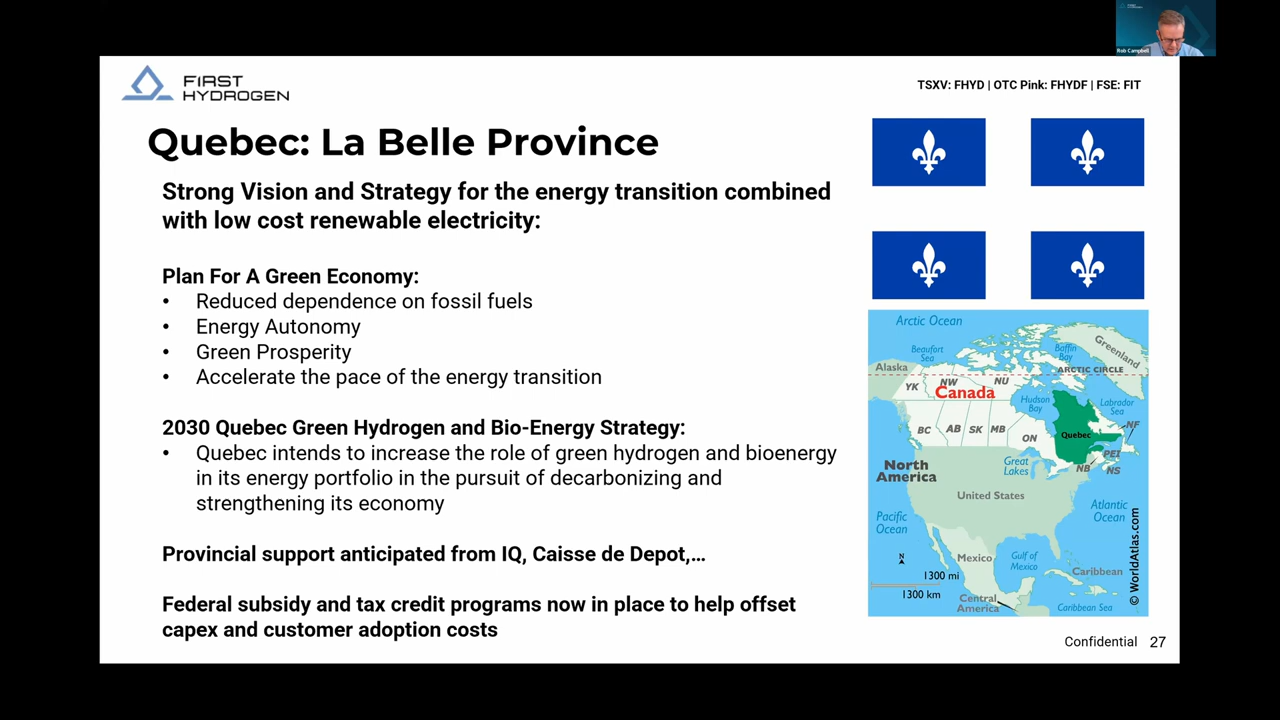 Rob Campbell
FIRST
HYDROGEN
TSXV: FHYD | OTC Pink: FHYDF | FSE: FIT
Quebec: La Belle Province
Strong Vision and Strategy for the energy transition combined
with low cost renewable electricity:
Plan For A Green Economy:
• Reduced dependence on fossil fuels
• Energy Autonomy
• Green Prosperity
• Accelerate the pace of the energy transition
2030 Quebec Green Hydrogen and Bio-Energy Strategy:
• Quebec intends to increase the role of green hydrogen and bioenergy
in its energy portfolio in the pursuit of decarbonizing and
strengthening its economy
Provincial support anticipated from IQ, Caisse de Depot,...
Federal subsidy and tax credit programs now in place to help offset
capex and customer adoption costs
Arctic Ocean
Beaufort
Sea
Baffin
Bay
Greenland
Alaska
ARCTIC CIRCLE
YK
NW
NU
Canada
Hudson
Bay
Labrador
Sea
BC
AB
SK
MB
ON
Quebec
NF
PEI
NB
NS
Great
Lakes
North
America
United States
Pacific
Ocean
Atlantic
Ocean
N
Mexico
Gulf of
Mexico
1300 mi
1300 km
Caribbean
Central
America
Caribbean Sea
© WorldAtlas.com
Confidential 27